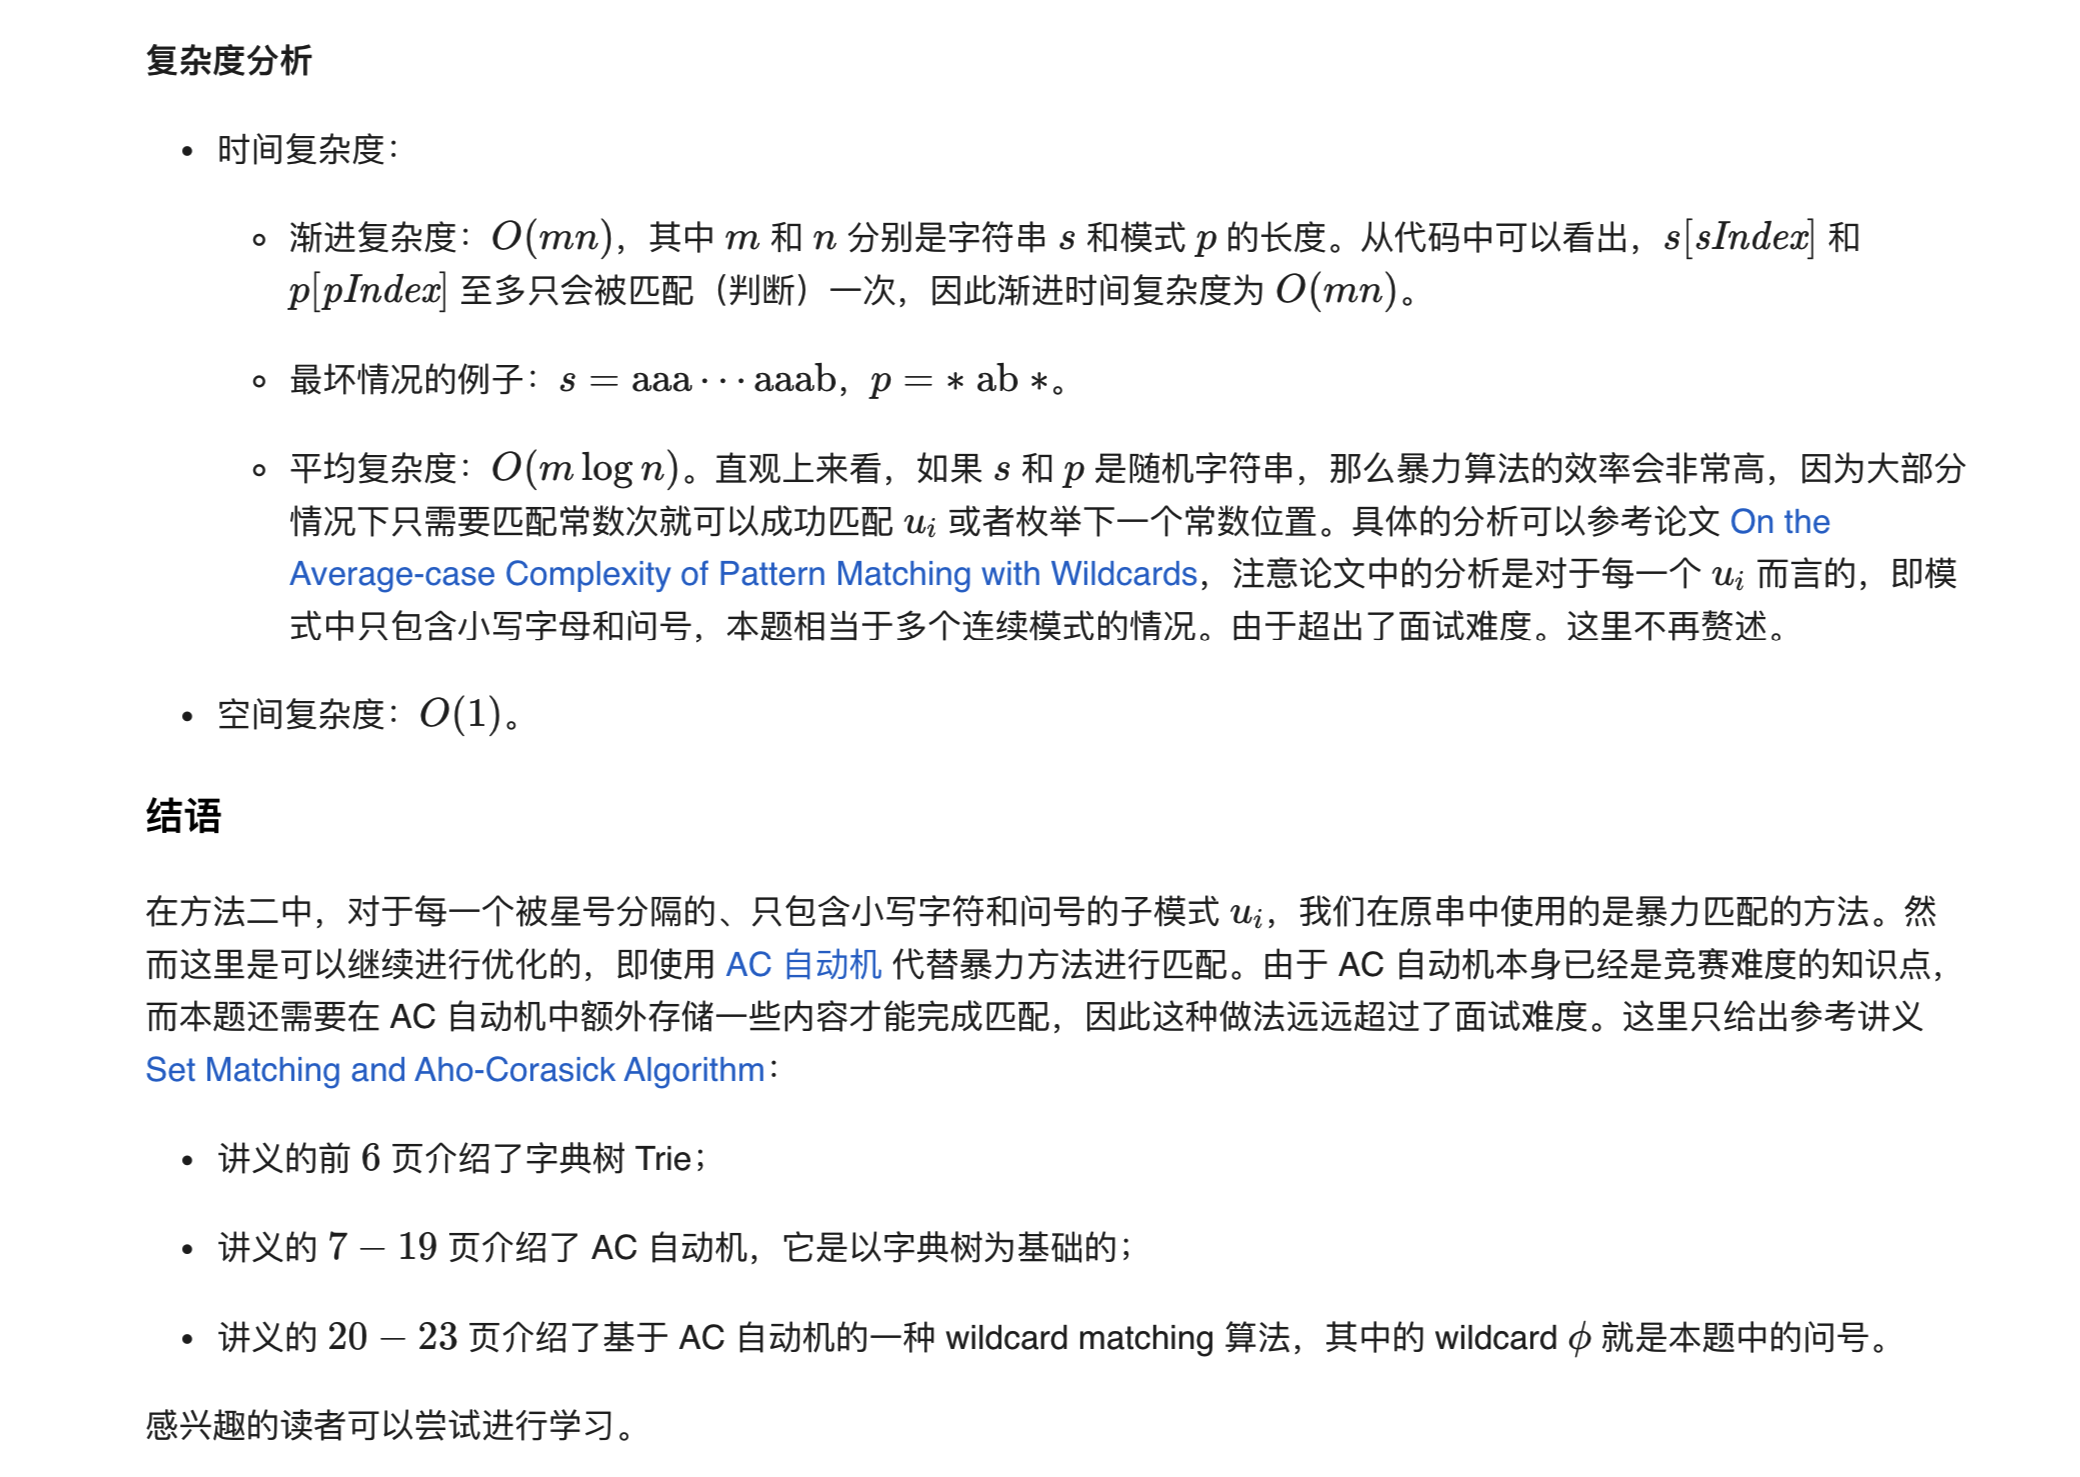 复杂度分析
• 时间复杂度：
◦ 渐进复杂度：O(mn)，其中 m 和 n 分别是字符串 s 和模式 p 的长度。从代码中可以看出，s[sIndex] 和
p[pIndex] 至多只会被匹配（判断）一次，因此渐进时间复杂度为 O(mn)。
◦ 最坏情况的例子：s = aaa⋯aaab，p = ∗ ab ∗。
◦ 平均复杂度：O(m log n)。直观上来看，如果 s 和 p 是随机字符串，那么暴力算法的效率会非常高，因为大部分
情况下只需要匹配常数次就可以成功匹配 uᵢ 或者枚举下一个常数位置。具体的分析可以参考论文 On the
Average-case Complexity of Pattern Matching with Wildcards，注意论文中的分析是对于每一个 uᵢ 而言的，即模
式中只包含小写字母和问号，本题相当于多个连续模式的情况。由于超出了面试难度。这里不再赘述。
• 空间复杂度：O(1)。
结语
在方法二中，对于每一个被星号分隔的、只包含小写字符和问号的子模式 uᵢ，我们在原串中使用的是暴力匹配的方法。然
而这里是可以继续进行优化的，即使用 AC 自动机 代替暴力方法进行匹配。由于 AC 自动机本身已经是竞赛难度的知识点，
而本题还需要在 AC 自动机中额外存储一些内容才能完成匹配，因此这种做法远远超过了面试难度。这里只给出参考讲义
Set Matching and Aho-Corasick Algorithm：
• 讲义的前 6 页介绍了字典树 Trie；
• 讲义的 7 − 19 页介绍了 AC 自动机，它是以字典树为基础的；
• 讲义的 20 − 23 页介绍了基于 AC 自动机的一种 wildcard matching 算法，其中的 wildcard ϕ 就是本题中的问号。
感兴趣的读者可以尝试进行学习。